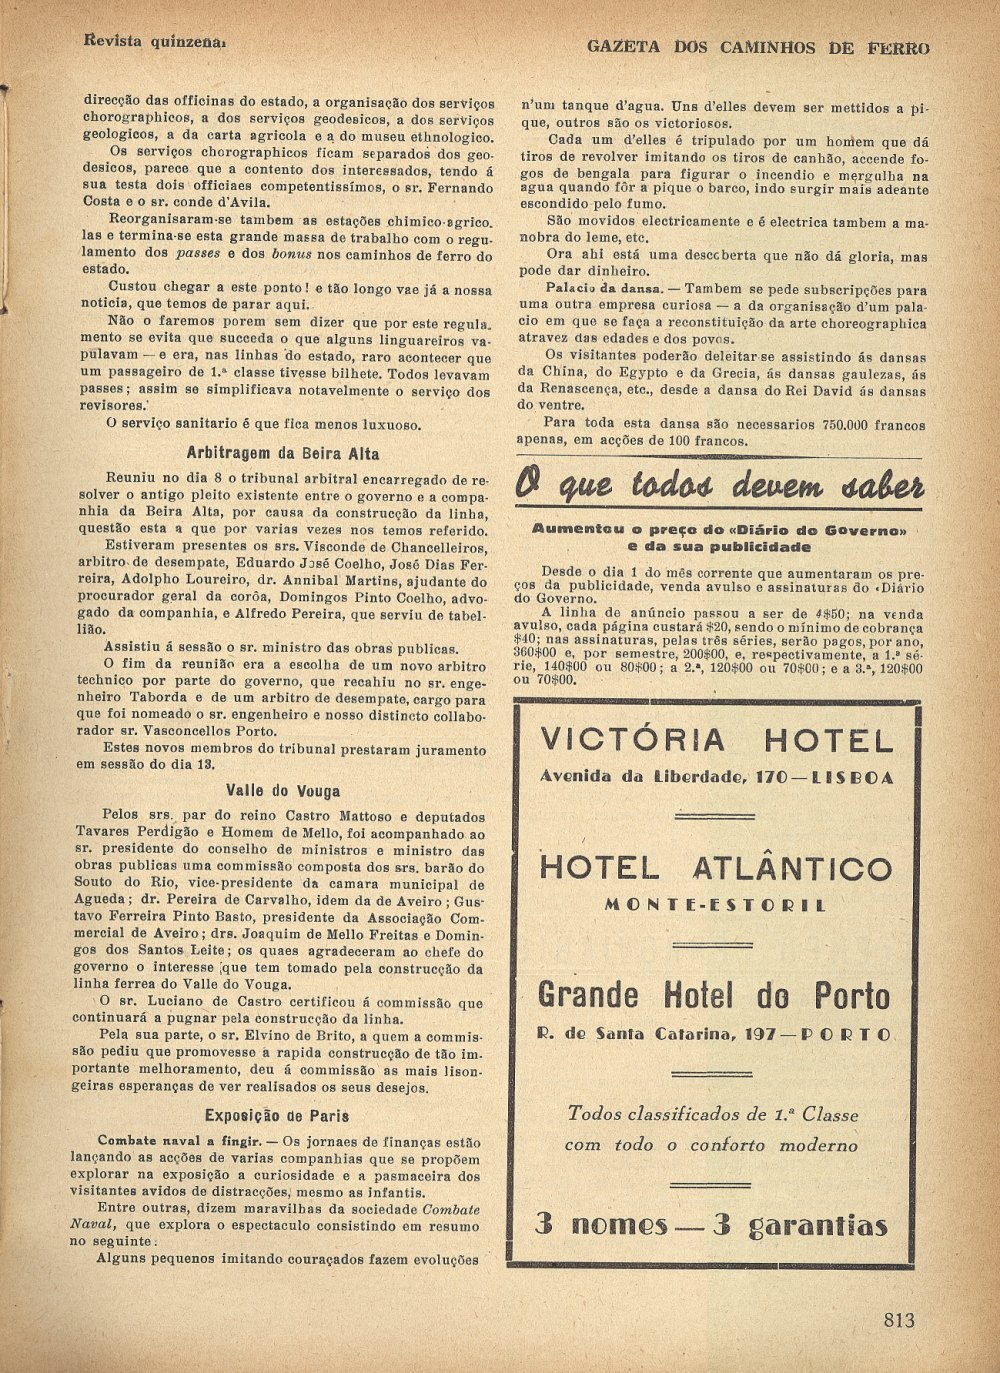 Revista quinzenal
GAZETA DOS CAMINHOS DE FERRO
direcção das officinas do estado, a organisação dos serviços
chorographicos, a dos serviços geodesicos, a dos serviços
geologicos, a da carta agricola e a do museu ethnologico.
Os serviços chorographicos ficam separados dos geo-
desicos, parece que a contento dos interessados, tendo á
sua testa dois officiaes competentissímos, o sr. Fernando
Costa e o sr. conde d'Avila.
Reorganisaram-se tambem as estações chimico-agrico.
las e termina-se esta grande massa de trabalho com o regu-
lamento dos passes e dos bonus nos caminhos de ferro do
estado.
Custou chegar a este ponto! e tão longo vae já a nossa
noticia, que temos de parar aqui.
Não o faremos porem sem dizer que por este regula.
mento se evita que succeda o que alguns linguareiros va-
pulavam — e era, nas linhas do estado, raro acontecer que
um passageiro de 1.ª classe tivesse bilhete. Todos levavam
passes; assim se simplificava notavelmente o serviço dos
revisores.
O serviço sanitario é que fica menos luxuoso.
Arbitragem da Beira Alta
Reuniu no dia 8 o tribunal arbitral encarregado de re-
solver o antigo pleito existente entre o governo e a compa-
nhia da Beira Alta, por causa da construcção da linha,
questão esta a que por varias vezes nos temos referido.
Estiveram presentes os srs. Visconde de Chancelleiros,
arbitro de desempate, Eduardo José Coelho, José Dias Fer-
reira, Adolpho Loureiro, dr. Annibal Martins, ajudante do
procurador geral da corôa, Domingos Pinto Coelho, advo-
gado da companhia, e Alfredo Pereira, que serviu de tabel-
lião.
Assistiu á sessão o sr. ministro das obras publicas.
O fim da reunião era a escolha de um novo arbitro
technico por parte do governo, que recahiu no sr. enge-
nheiro Taborda e de um arbitro de desempate, cargo para
que foi nomeado o sr. engenheiro e nosso distincto collabo-
rador sr. Vasconcellos Porto.
Estes novos membros do tribunal prestaram juramento
em sessão do dia 13.
Valle do Vouga
Pelos srs. par do reino Castro Mattoso e deputados
Tavares Perdigão e Homem de Mello, foi acompanhado ao
sr. presidente do conselho de ministros e ministro das
obras publicas uma commissão composta dos srs. barão do
Souto do Rio, vice-presidente da camara municipal de
Agueda; dr. Pereira de Carvalho, idem da de Aveiro; Gus-
tavo Ferreira Pinto Basto, presidente da Associação Com-
mercial de Aveiro; drs. Joaquim de Mello Freitas e Domin-
gos dos Santos Leite; os quaes agradeceram ao chefe do
governo o interesse que tem tomado pela construcção da
linha ferrea do Valle do Vouga.
O sr. Luciano de Castro certificou á commissão que
continuará a pugnar pela construcção da linha.
Pela sua parte, o sr. Elvino de Brito, a quem a commis-
são pediu que promovesse a rapida construcção de tão im-
portante melhoramento, deu á commissão as mais lison-
geiras esperanças de ver realisados os seus desejos.
Exposição de Paris
Combate naval a fingir. — Os jornaes de finanças estão
lançando as acções de varias companhias que se propõem
explorar na exposição a curiosidade e a pasmaceira dos
visitantes avidos de distracções, mesmo as infantis.
Entre outras, dizem maravilhas da sociedade Combate
Naval, que explora o espectaculo consistindo em resumo
no seguinte:
Alguns pequenos imitando couraçados fazem evoluções
n'um tanque d'agua. Uns d'elles devem ser mettidos a pi-
que, outros são os victoriosos.
Cada um d'elles é tripulado por um homem que dá
tiros de revolver imitando os tiros de canhão, accende fo-
gos de bengala para figurar o incendio e mergulha na
agua quando fôr a pique o barco, indo surgir mais adeante
escondido pelo fumo.
São movidos electricamente e é electrica tambem a ma-
nobra do leme, etc.
Ora ahi está uma descoberta que não dá gloria, mas
pode dar dinheiro.
Palacio da dansa. — Tambem se pede subscripções para
uma outra empresa curiosa — a da organisação d'um pala-
cio em que se faça a reconstituição da arte choreographica
atravez das edades e dos povos.
Os visitantes poderão deleitar-se assistindo ás dansas
da China, do Egypto e da Grecia, ás dansas gaulezas, ás
da Renascença, etc., desde a dansa do Rei David ás dansas
do ventre.
Para toda esta dansa são necessarios 750.000 francos
apenas, em acções de 100 francos.
O que todos devem saber
Aumentou o preço do «Diário do Governo»
e da sua publicidade
Desde o dia 1 do mês corrente que aumentaram os pre-
ços da publicidade, venda avulso e assinaturas do «Diário
do Governo.
A linha de anúncio passou a ser de 4$50; na venda
avulso, cada página custará $20, sendo o mínimo de cobrança
$40; nas assinaturas, pelas três séries, serão pagos, por ano,
360$00 e, por semestre, 200$00, e, respectivamente, a 1.ª sé-
rie, 140$00 ou 80$00; a 2.ª, 120$00 ou 70$00; e a 3.ª, 120$00
ou 70$00.
VICTÓRIA HOTEL
Avenida da Liberdade, 170 — LISBOA
HOTEL ATLÂNTICO
MONTE-ESTORIL
Grande Hotel do Porto
R. de Santa Catarina, 197 — PORTO
Todos classificados de 1.ª Classe
com todo o conforto moderno
3 nomes — 3 garantias
813